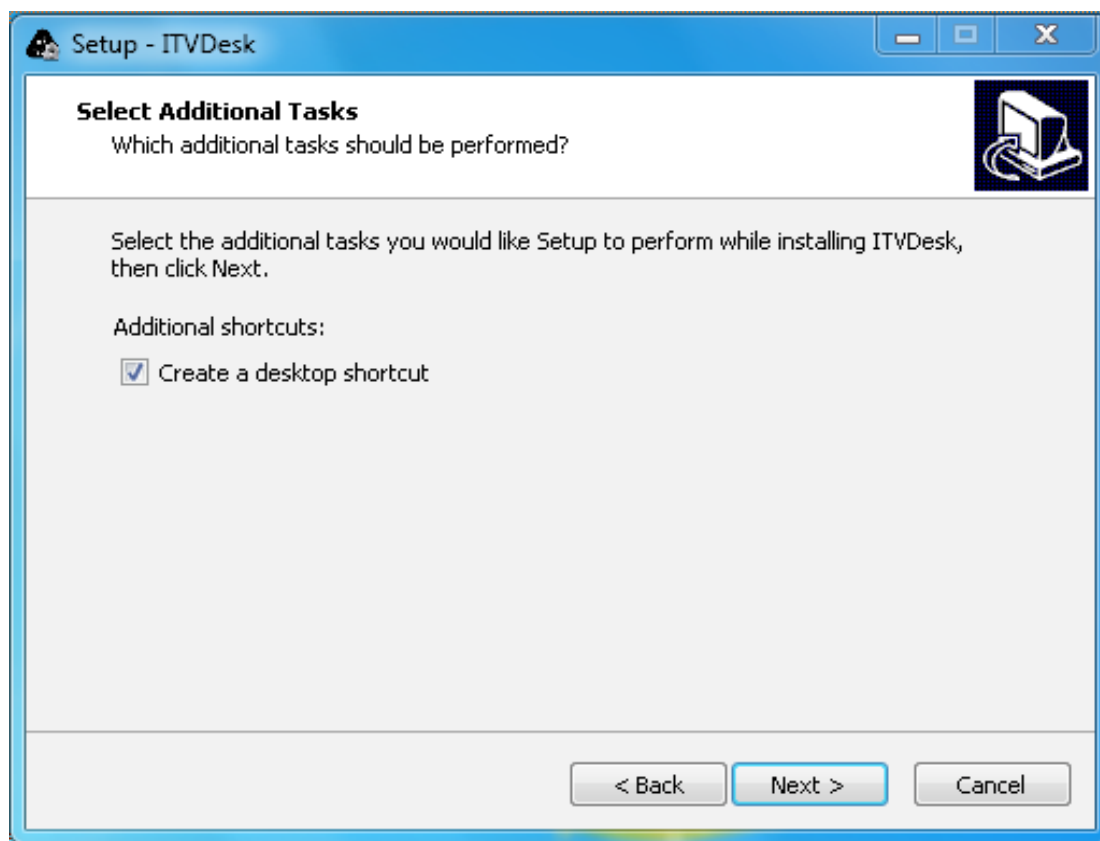 Setup - ITVDesk
Select Additional Tasks
Which additional tasks should be performed?
Select the additional tasks you would like Setup to perform while installing ITVDesk,
then click Next.
Additional shortcuts:
Create a desktop shortcut
< Back Next > Cancel